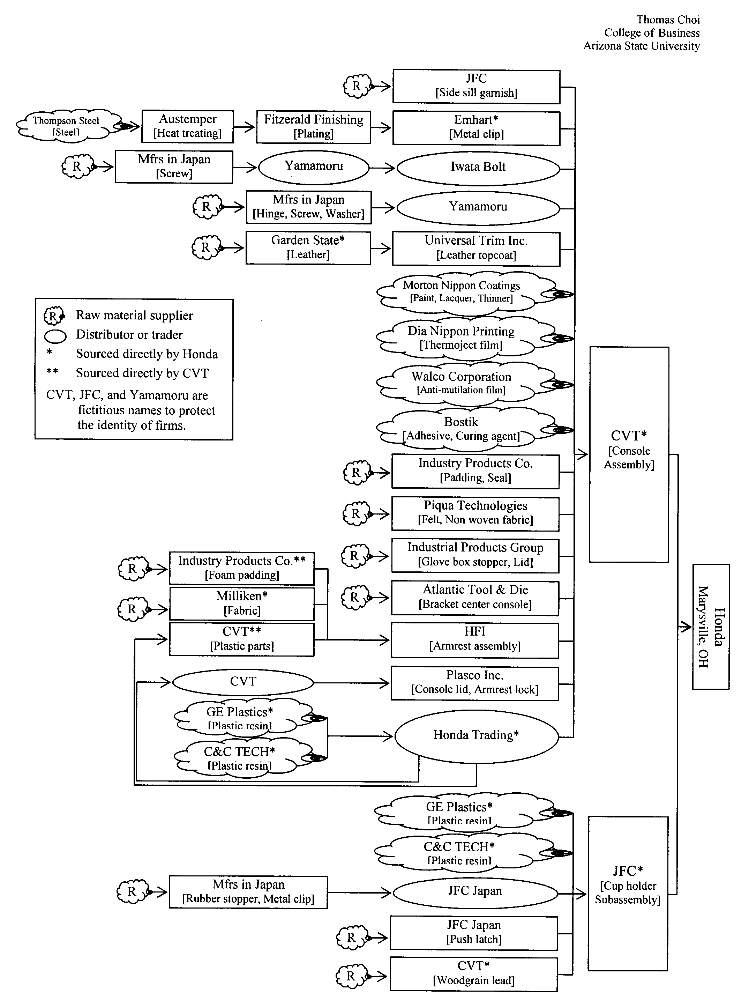 Thomas Choi
College of Business
Arizona State University
R
JFC
[Side sill garnish]
Thompson Steel
[Steel]
Austemper
[Heat treating]
Fitzerald Finishing
[Plating]
Emhart*
[Metal clip]
R
Mfrs in Japan
[Screw]
Yamamoru
Iwata Bolt
R
Mfrs in Japan
[Hinge, Screw, Washer]
Yamamoru
R
Garden State*
[Leather]
Universal Trim Inc.
[Leather topcoat]
Morton Nippon Coatings
[Paint, Lacquer, Thinner]
Dia Nippon Printing
[Thermoject film]
Walco Corporation
[Anti-mutilation film]
Bostik
[Adhesive, Curing agent]
R Raw material supplier
Distributor or trader
* Sourced directly by Honda
** Sourced directly by CVT
CVT, JFC, and Yamamoru are
fictitious names to protect
the identity of firms.
CVT*
[Console
Assembly]
R
Industry Products Co.
[Padding, Seal]
R
Piqua Technologies
[Felt, Non woven fabric]
R
Industrial Products Group
[Glove box stopper, Lid]
R
Industry Products Co.**
[Foam padding]
R
Atlantic Tool & Die
[Bracket center console]
R
Milliken*
[Fabric]
CVT**
[Plastic parts]
HFI
[Armrest assembly]
Honda
Marysville, OH
CVT
Plasco Inc.
[Console lid, Armrest lock]
GE Plastics*
[Plastic resin]
C&C TECH*
[Plastic resin]
Honda Trading*
GE Plastics*
[Plastic resin]
C&C TECH*
[Plastic resin]
R
Mfrs in Japan
[Rubber stopper, Metal clip]
JFC Japan
JFC*
[Cup holder
Subassembly]
R
JFC Japan
[Push latch]
R
CVT*
[Woodgrain lead]